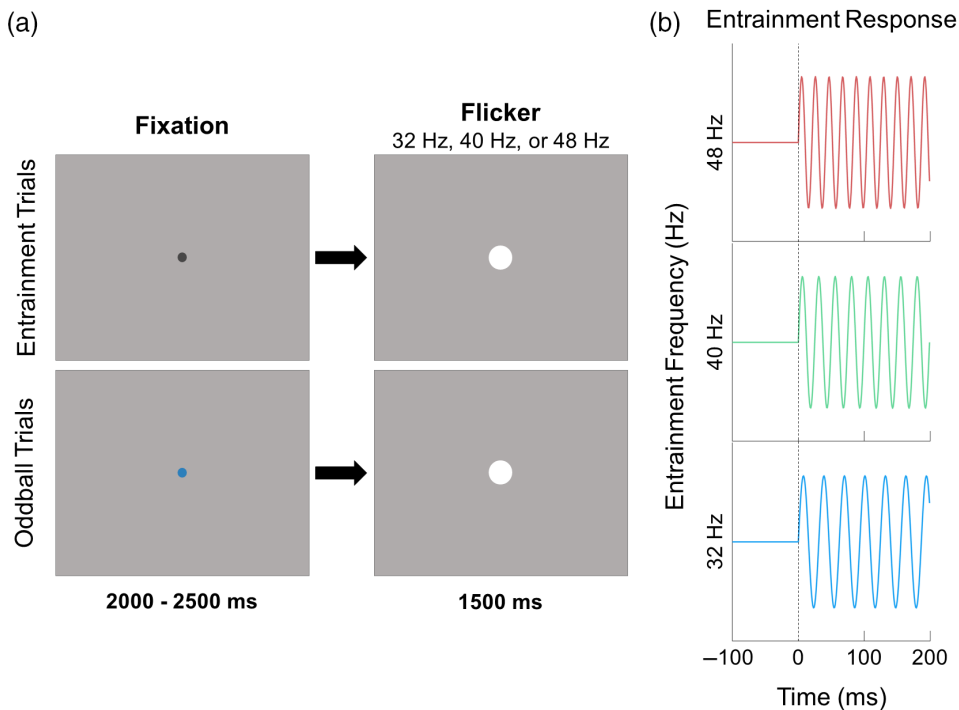 (a)
Fixation
Flicker
32 Hz, 40 Hz, or 48 Hz
Entrainment Trials
Oddball Trials
2000 - 2500 ms
1500 ms
(b)
Entrainment Response
Entrainment Frequency (Hz)
48 Hz
40 Hz
32 Hz
–100
0
100
200
Time (ms)